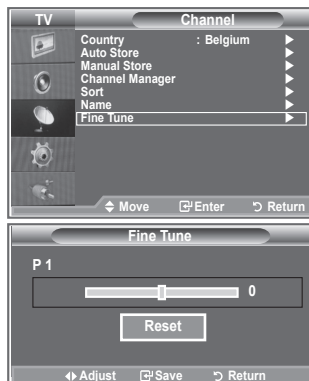 TV Channel
Country : Belgium
Auto Store
Manual Store
Channel Manager
Sort
Name
Fine Tune
Move Enter Return
Fine Tune
P 1
0
Reset
Adjust Save Return